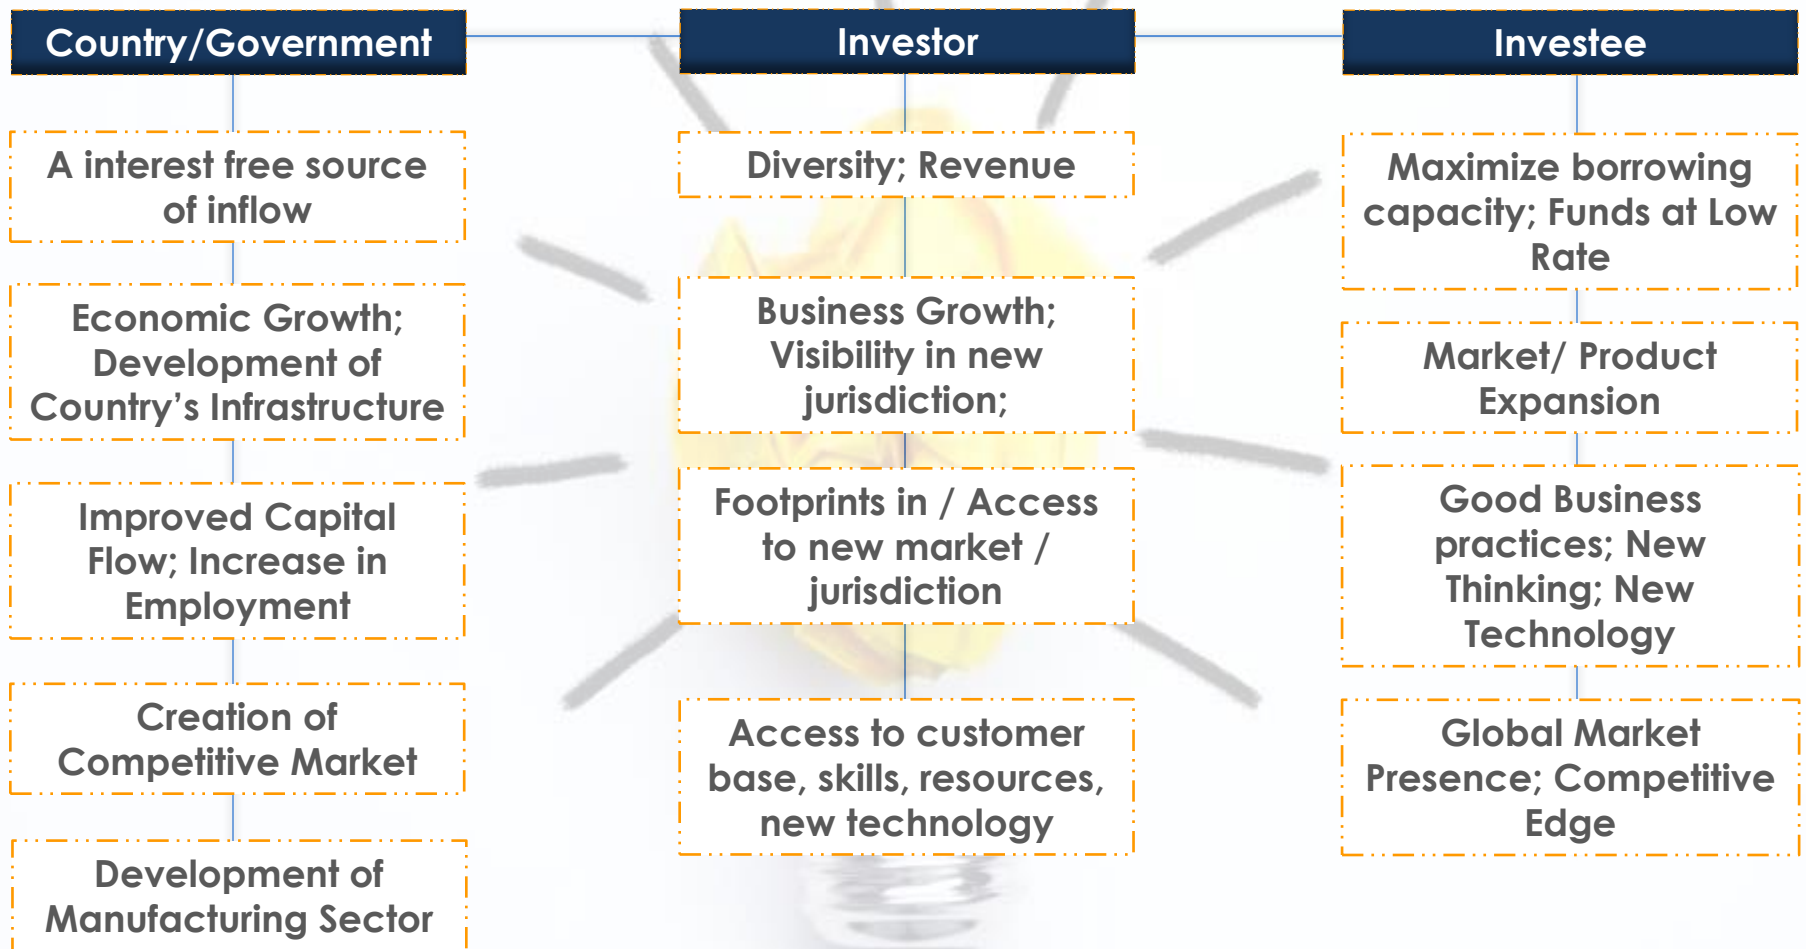 Country/Government
A interest free source
of inflow
Economic Growth;
Development of
Country’s Infrastructure
Improved Capital
Flow; Increase in
Employment
Creation of
Competitive Market
Development of
Manufacturing Sector
Investor
Diversity; Revenue
Business Growth;
Visibility in new
jurisdiction;
Footprints in / Access
to new market /
jurisdiction
Access to customer
base, skills, resources,
new technology
Investee
Maximize borrowing
capacity; Funds at Low
Rate
Market/ Product
Expansion
Good Business
practices; New
Thinking; New
Technology
Global Market
Presence; Competitive
Edge